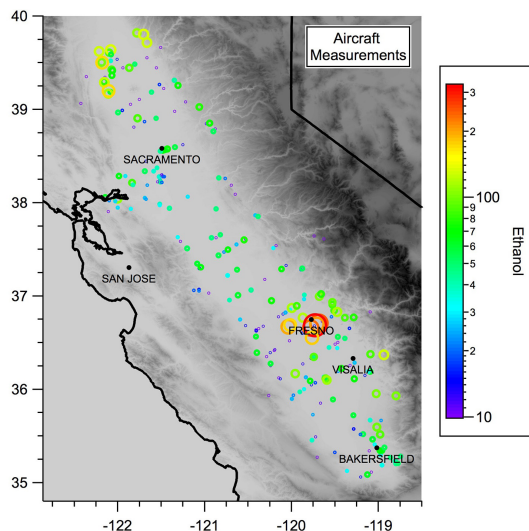 40
39
38
37
36
35
-122
-121
-120
-119
Aircraft
Measurements
SACRAMENTO
SAN JOSE
FRESNO
VISALIA
BAKERSFIELD
3
2
100
9
8
7
6
5
4
3
2
10
Ethanol